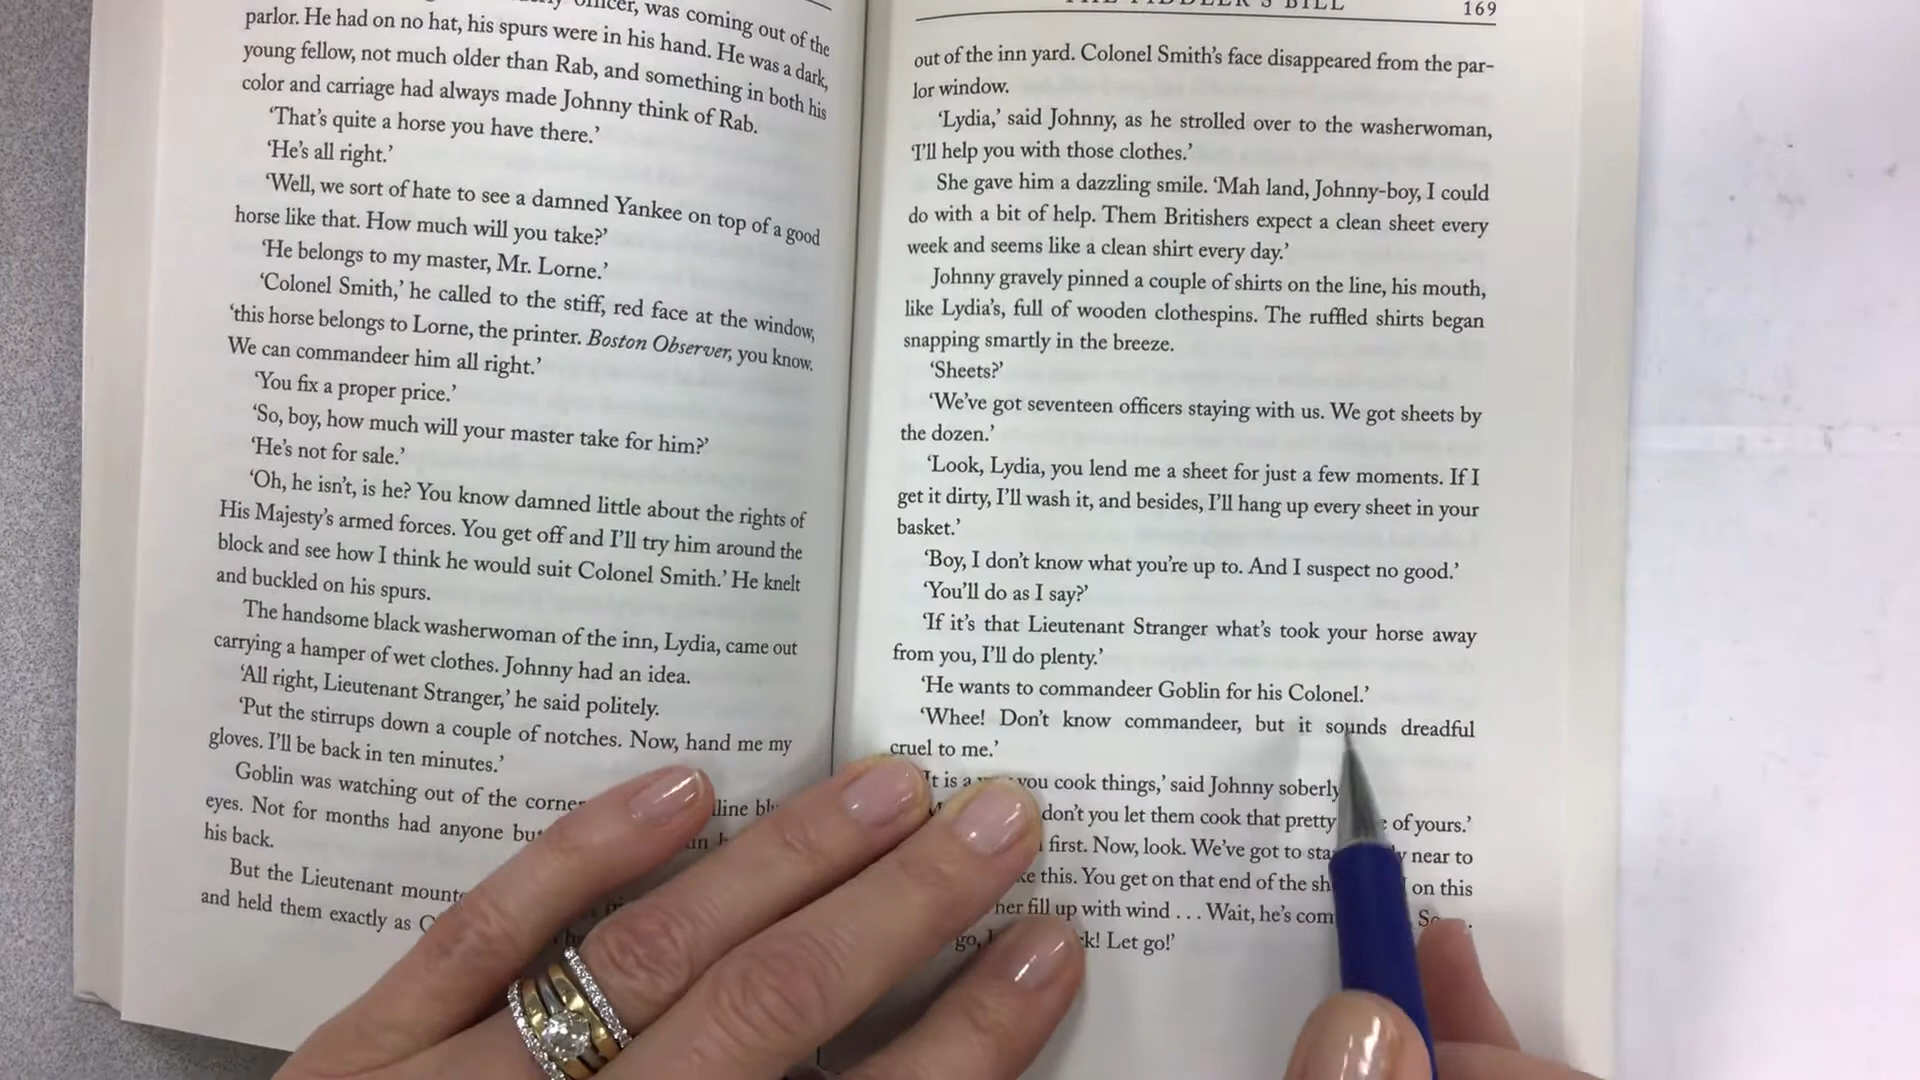 officer, was coming out of the
parlor. He had on no hat, his spurs were in his hand. He was a dark,
young fellow, not much older than Rab, and something in both his
color and carriage had always made Johnny think of Rab.
‘That’s quite a horse you have there.’
‘He’s all right.’
‘Well, we sort of hate to see a damned Yankee on top of a good
horse like that. How much will you take?’
‘He belongs to my master, Mr. Lorne.’
‘Colonel Smith,’ he called to the stiff, red face at the window,
‘this horse belongs to Lorne, the printer. Boston Observer, you know.
We can commandeer him all right.’
‘You fix a proper price.’
‘So, boy, how much will your master take for him?’
‘He’s not for sale.’
‘Oh, he isn’t, is he? You know damned little about the rights of
His Majesty’s armed forces. You get off and I’ll try him around the
block and see how I think he would suit Colonel Smith.’ He knelt
and buckled on his spurs.
The handsome black washerwoman of the inn, Lydia, came out
carrying a hamper of wet clothes. Johnny had an idea.
‘All right, Lieutenant Stranger,’ he said politely.
‘Put the stirrups down a couple of notches. Now, hand me my
gloves. I’ll be back in ten minutes.’
Goblin was watching out of the corner
eyes. Not for months had anyone but
his back.
But the Lieutenant
and held them exactly as
THE FIDDLER’S BILL 169
out of the inn yard. Colonel Smith’s face disappeared from the par-
lor window.
‘Lydia,’ said Johnny, as he strolled over to the washerwoman,
‘I’ll help you with those clothes.’
She gave him a dazzling smile. ‘Mah land, Johnny-boy, I could
do with a bit of help. Them Britishers expect a clean sheet every
week and seems like a clean shirt every day.’
Johnny gravely pinned a couple of shirts on the line, his mouth,
like Lydia’s, full of wooden clothespins. The ruffled shirts began
snapping smartly in the breeze.
‘Sheets?’
‘We’ve got seventeen officers staying with us. We got sheets by
the dozen.’
‘Look, Lydia, you lend me a sheet for just a few moments. If I
get it dirty, I’ll wash it, and besides, I’ll hang up every sheet in your
basket.’
‘Boy, I don’t know what you’re up to. And I suspect no good.’
‘You’ll do as I say?’
‘If it’s that Lieutenant Stranger what’s took your horse away
from you, I’ll do plenty.’
‘He wants to commandeer Goblin for his Colonel.’
‘Whee! Don’t know commandeer, but it sounds dreadful
cruel to me.’
‘It is a you cook things,’ said Johnny soberly
don’t you let them cook that pretty of yours.’
first. Now, look. We’ve got to near to
this. You get on that end of the on this
fill up with wind . . . Wait, he’s
go, Let go!’